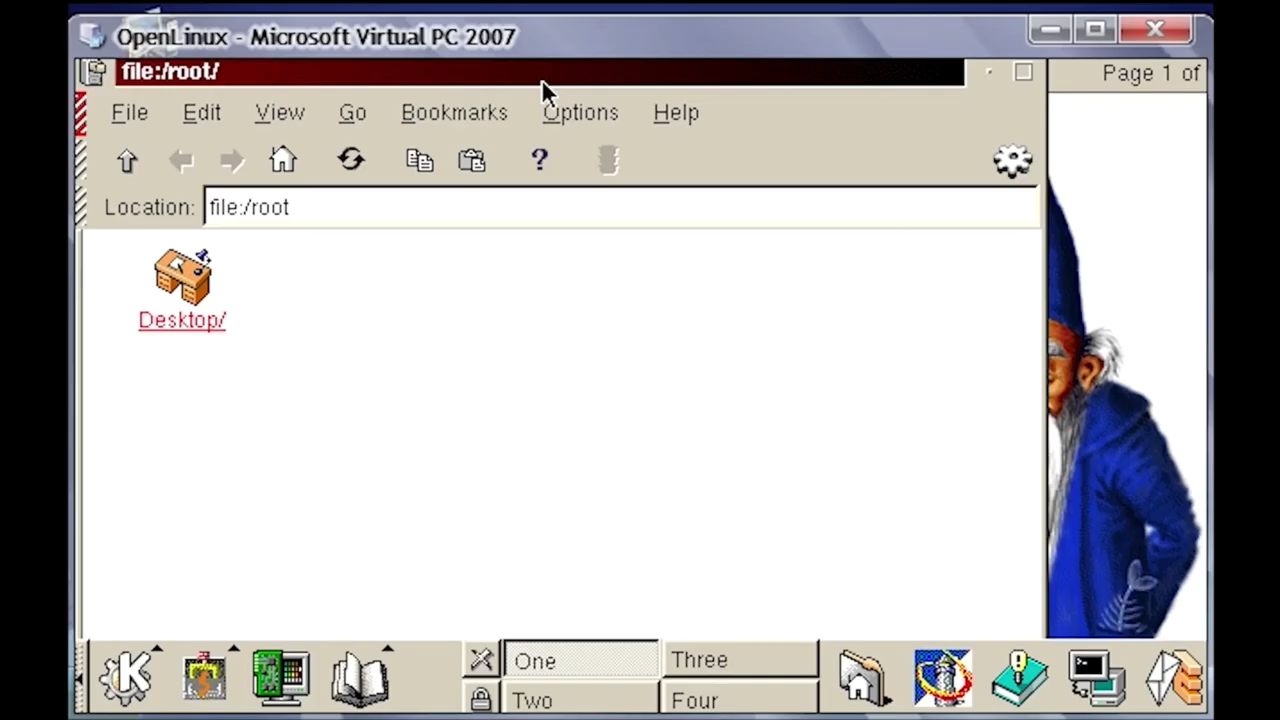 OpenLinux - Microsoft Virtual PC 2007
file:/root/
Page 1 of
File Edit View Go Bookmarks Options Help
?
Location: file:/root
Desktop/
K
One Three
Two Four